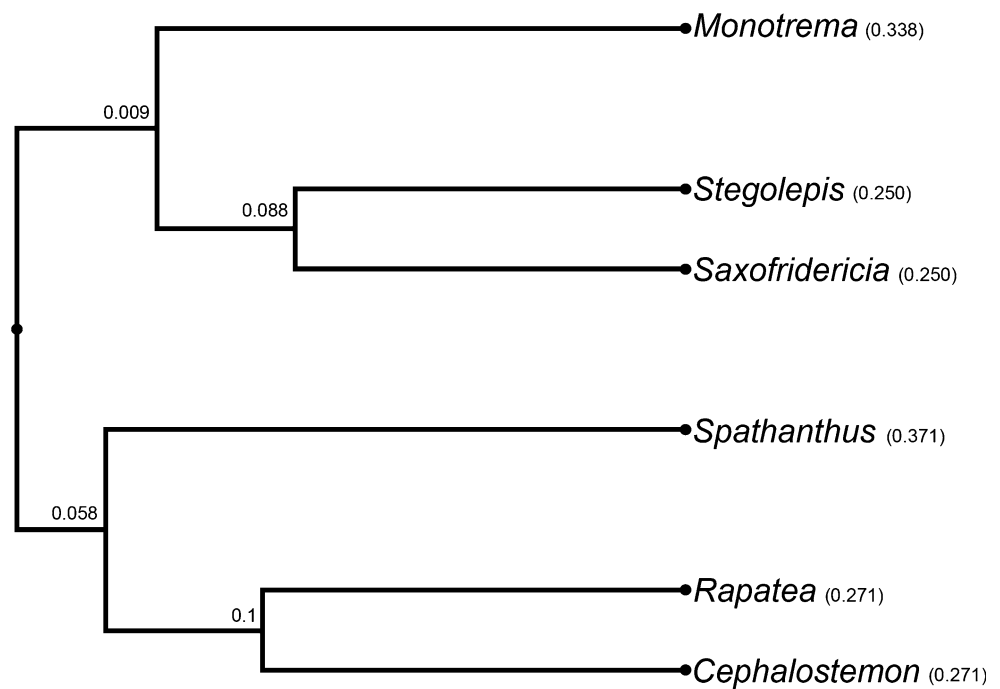 Monotrema (0.338)
0.009
Stegolepis (0.250)
0.088
Saxofridericia (0.250)
Spathanthus (0.371)
0.058
Rapatea (0.271)
0.1
Cephalostemon (0.271)